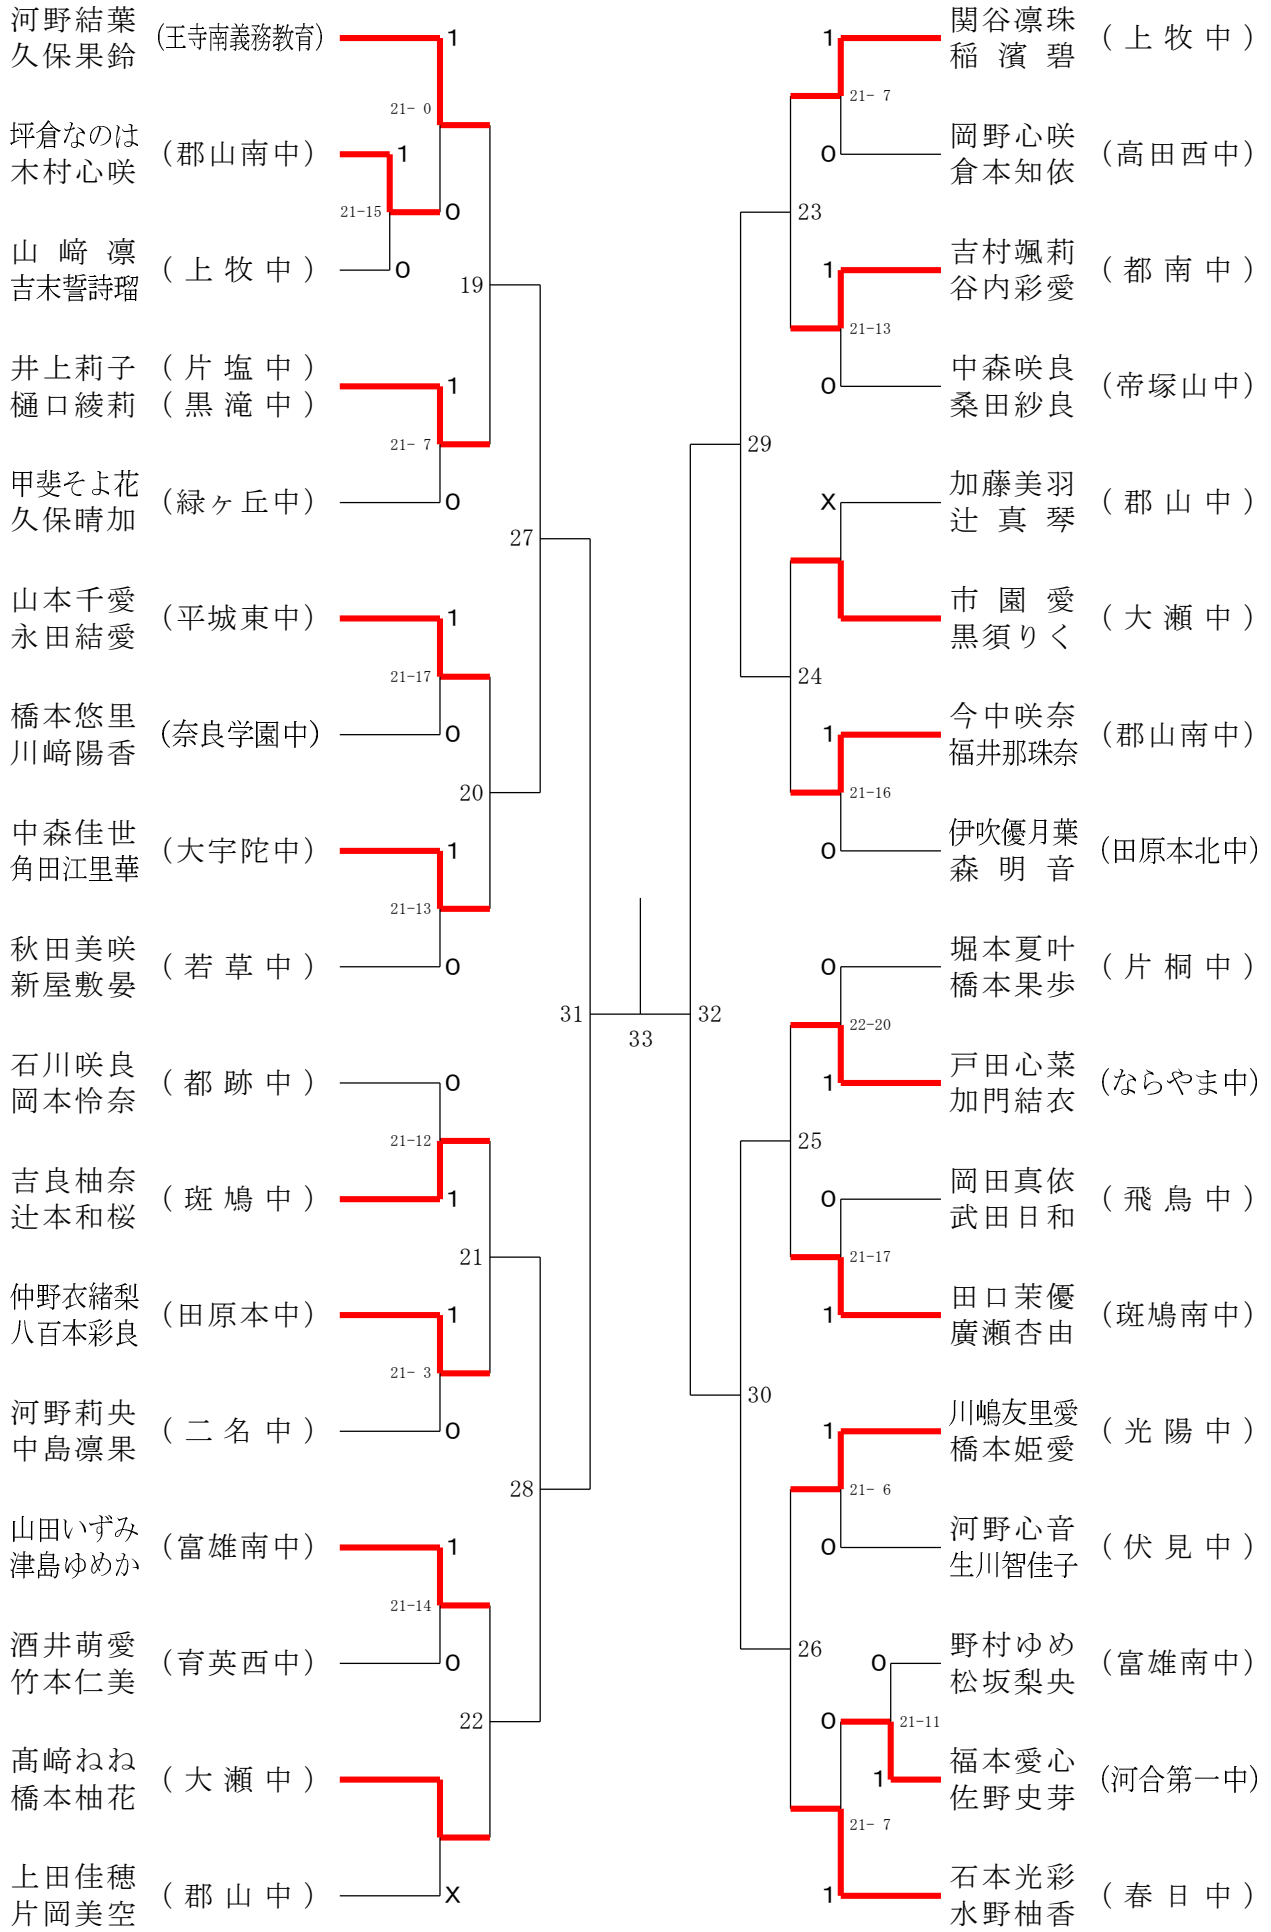 河野結葉
久保果鈴
(王寺南義務教育)
1
21- 0
坪倉なのは
木村心咲
(郡山南中)
1
21-15
0
山﨑凛
吉末誓詩瑠
(上牧中)
0
19
井上莉子
樋口綾莉
(片塩中)
(黒滝中)
1
21- 7
甲斐そよ花
久保晴加
(緑ヶ丘中)
0
27
山本千愛
永田結愛
(平城東中)
1
21-17
橋本悠里
川﨑陽香
(奈良学園中)
0
20
中森佳世
角田江里華
(大宇陀中)
1
21-13
秋田美咲
新屋敷晏
(若草中)
0
31
33
石川咲良
岡本怜奈
(都跡中)
0
21-12
吉良柚奈
辻本和桜
(斑鳩中)
1
21
仲野衣緒梨
八百本彩良
(田原本中)
1
21- 3
河野莉央
中島凛果
(二名中)
0
28
山田いずみ
津島ゆめか
(富雄南中)
1
21-14
酒井萌愛
竹本仁美
(育英西中)
0
22
髙﨑ねね
橋本柚花
(大瀬中)
上田佳穂
片岡美空
(郡山中)
X
関谷凛珠
稲濱碧
(上牧中)
1
21- 7
岡野心咲
倉本知依
(高田西中)
0
23
吉村颯莉
谷内彩愛
(都南中)
1
21-13
中森咲良
桑田紗良
(帝塚山中)
0
29
加藤美羽
辻真琴
(郡山中)
X
市園愛
黒須りく
(大瀬中)
24
今中咲奈
福井那珠奈
(郡山南中)
1
21-16
伊吹優月葉
森明音
(田原本北中)
0
32
堀本夏叶
橋本果歩
(片桐中)
0
22-20
戸田心菜
加門結衣
(ならやま中)
1
25
岡田真依
武田日和
(飛鳥中)
0
21-17
田口茉優
廣瀬杏由
(斑鳩南中)
1
30
川嶋友里愛
橋本姫愛
(光陽中)
1
21- 6
河野心音
生川智佳子
(伏見中)
0
26
野村ゆめ
松坂梨央
(富雄南中)
0
0
21-11
福本愛心
佐野史芽
(河合第一中)
1
21- 7
石本光彩
水野柚香
(春日中)
1